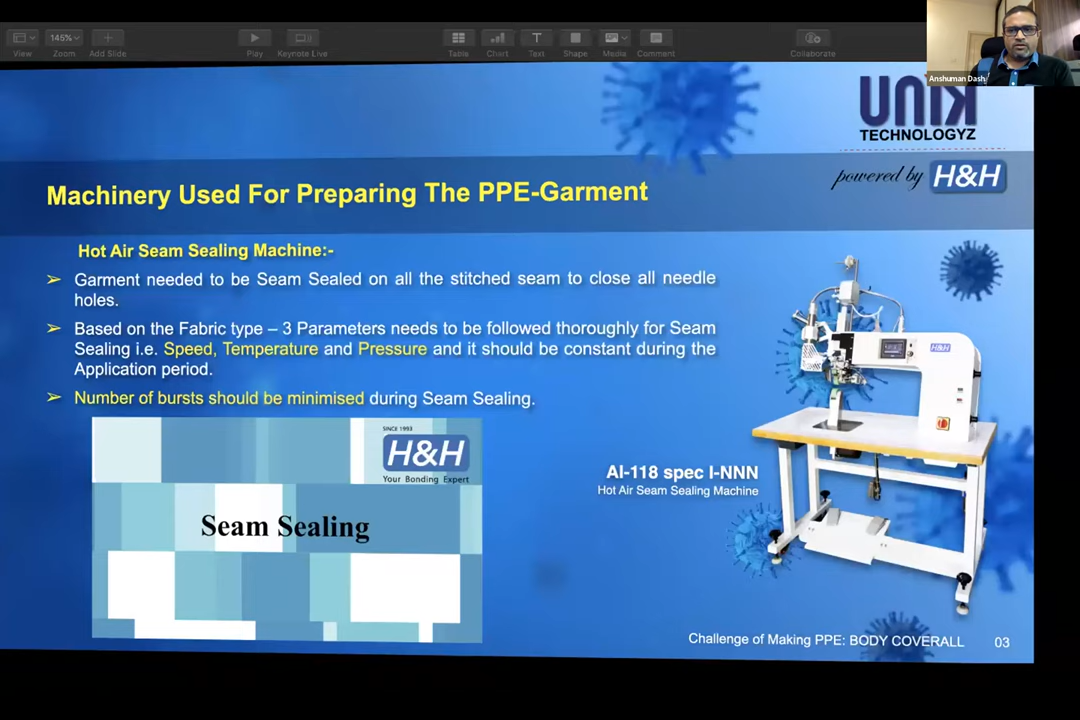 View
145%
Zoom
Add Slide
Play
Keynote Live
Table
Chart
Text
Shape
Media
Comment
Collaborate
Anshuman Dash
UNIK
TECHNOLOGYZ
powered by H&H
Machinery Used For Preparing The PPE-Garment
Hot Air Seam Sealing Machine:-
➢ Garment needed to be Seam Sealed on all the stitched seam to close all needle
holes.
➢ Based on the Fabric type – 3 Parameters needs to be followed thoroughly for Seam
Sealing i.e. Speed, Temperature and Pressure and it should be constant during the
Application period.
➢ Number of bursts should be minimised during Seam Sealing.
SINCE 1993
H&H
Your Bonding Expert
Seam Sealing
H&H
AI-118 spec I-NNN
Hot Air Seam Sealing Machine
Challenge of Making PPE: BODY COVERALL 03